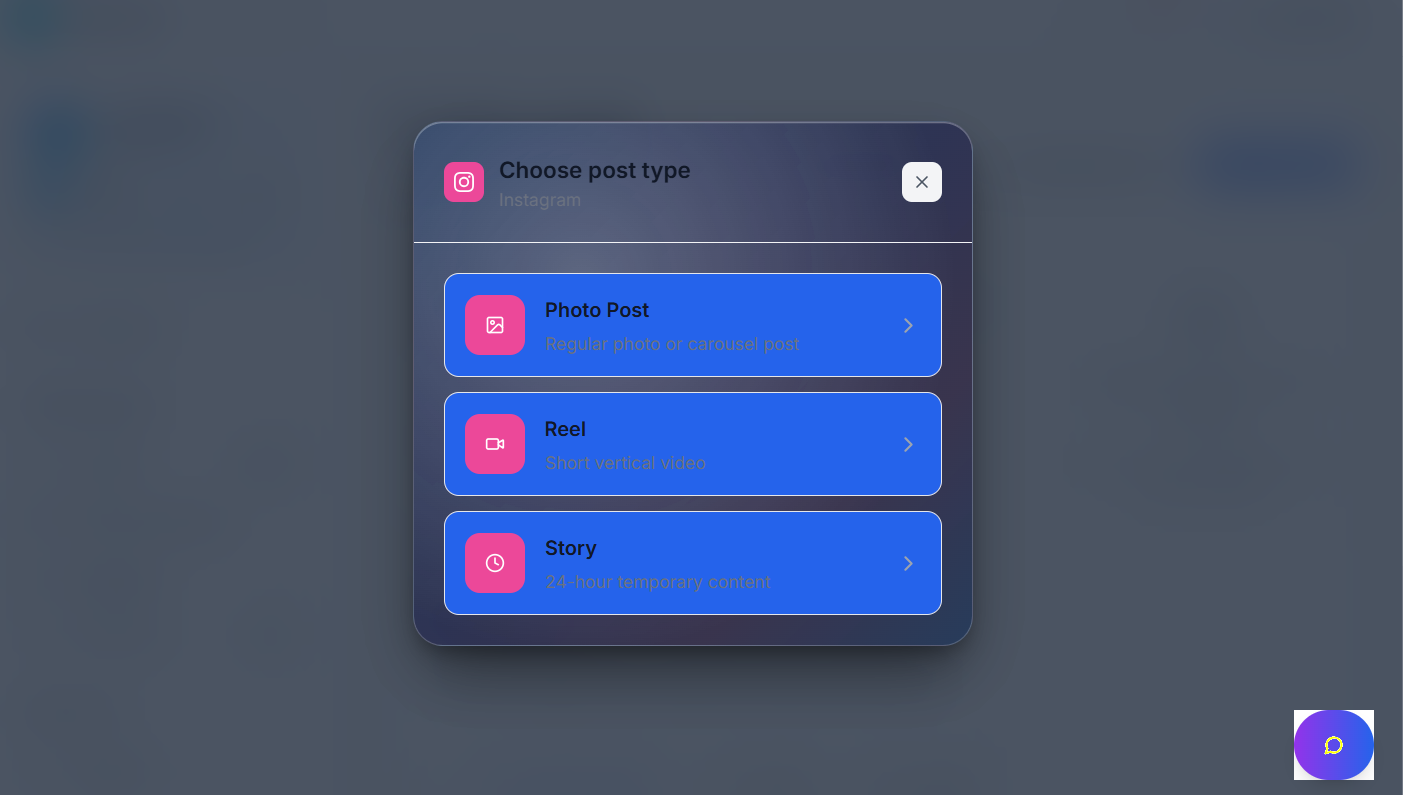 Choose post type
Instagram
Photo Post
Regular photo or carousel post
Reel
Short vertical video
Story
24-hour temporary content